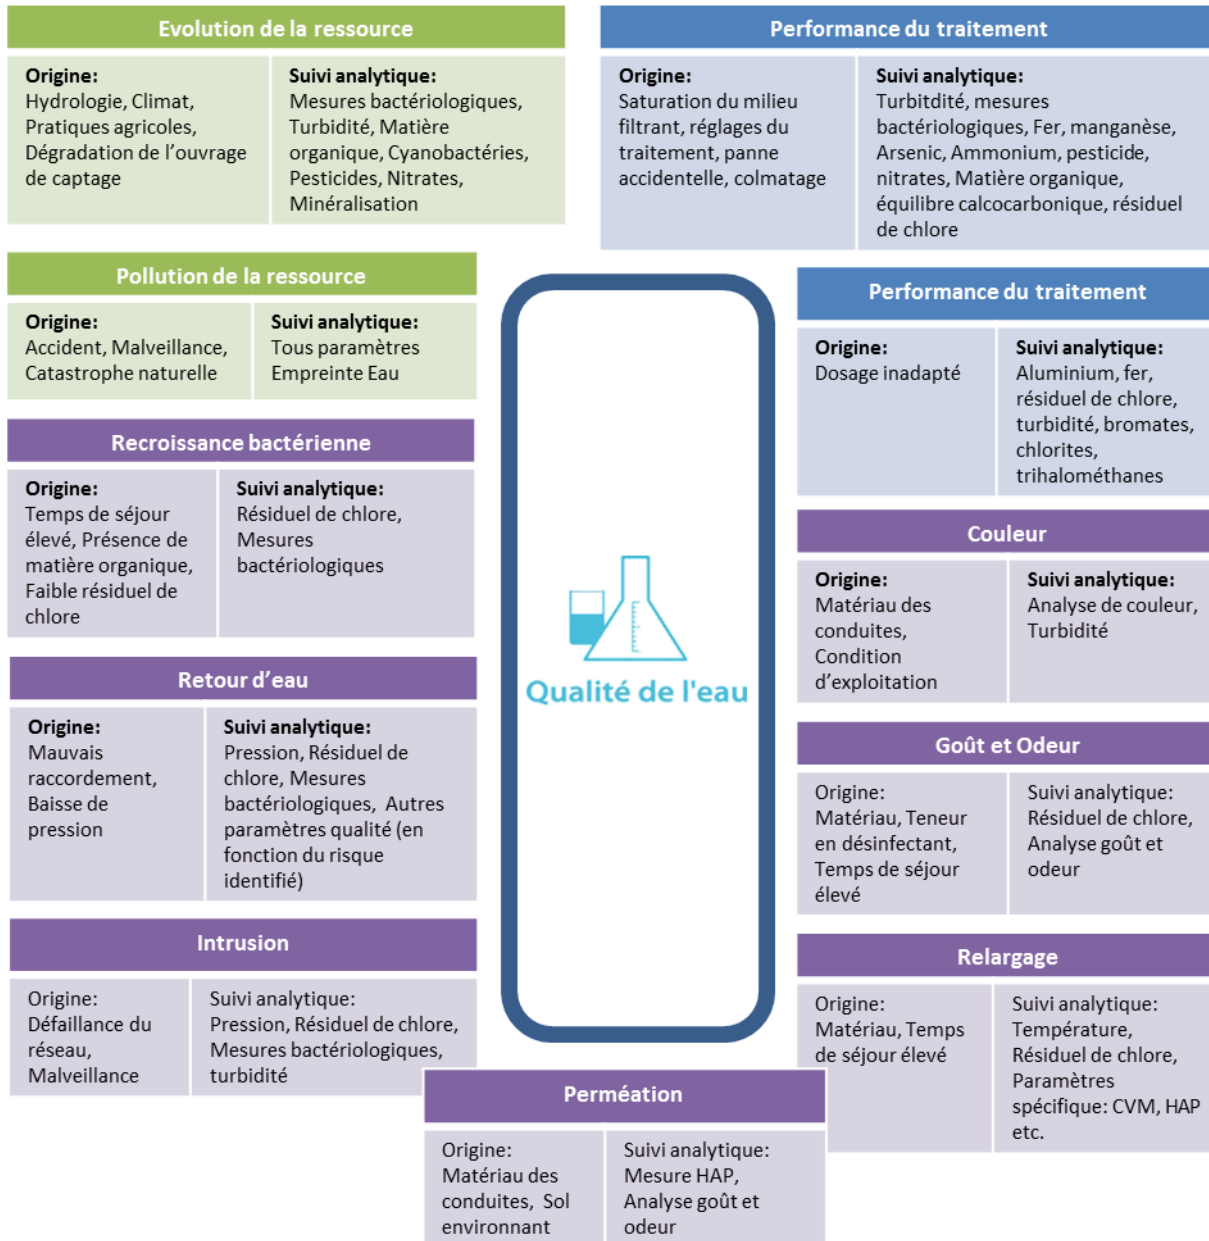 Evolution de la ressource
Origine:
Hydrologie, Climat,
Pratiques agricoles,
Dégradation de l'ouvrage
de captage
Suivi analytique:
Mesures bactériologiques,
Turbidité, Matière
organique, Cyanobactéries,
Pesticides, Nitrates,
Minéralisation
Performance du traitement
Origine:
Saturation du milieu
filtrant, réglages du
traitement, panne
accidentelle, colmatage
Suivi analytique:
Turbitdité, mesures
bactériologiques, Fer, manganèse,
Arsenic, Ammonium, pesticide,
nitrates, Matière organique,
équilibre calcocarbonique, résiduel
de chlore
Pollution de la ressource
Origine:
Accident, Malveillance,
Catastrophe naturelle
Suivi analytique:
Tous paramètres
Empreinte Eau
Performance du traitement
Origine:
Dosage inadapté
Suivi analytique:
Aluminium, fer,
résiduel de chlore,
turbidité, bromates,
chlorites,
trihalométhanes
Recroissance bactérienne
Origine:
Temps de séjour
élevé, Présence de
matière organique,
Faible résiduel de
chlore
Suivi analytique:
Résiduel de chlore,
Mesures
bactériologiques
Couleur
Origine:
Matériau des
conduites,
Condition
d'exploitation
Suivi analytique:
Analyse de couleur,
Turbidité
Qualité de l'eau
Retour d'eau
Origine:
Mauvais
raccordement,
Baisse de
pression
Suivi analytique:
Pression, Résiduel de
chlore, Mesures
bactériologiques, Autres
paramètres qualité (en
fonction du risque
identifié)
Goût et Odeur
Origine:
Matériau, Teneur
en désinfectant,
Temps de séjour
élevé
Suivi analytique:
Résiduel de chlore,
Analyse goût et
odeur
Intrusion
Origine:
Défaillance du
réseau,
Malveillance
Suivi analytique:
Pression, Résiduel de chlore,
Mesures bactériologiques,
turbidité
Relargage
Origine:
Matériau, Temps
de séjour élevé
Suivi analytique:
Température,
Résiduel de chlore,
Paramètres
spécifique: CVM, HAP
etc.
Perméation
Origine:
Matériau des
conduites, Sol
environnant
Suivi analytique:
Mesure HAP,
Analyse goût et
odeur